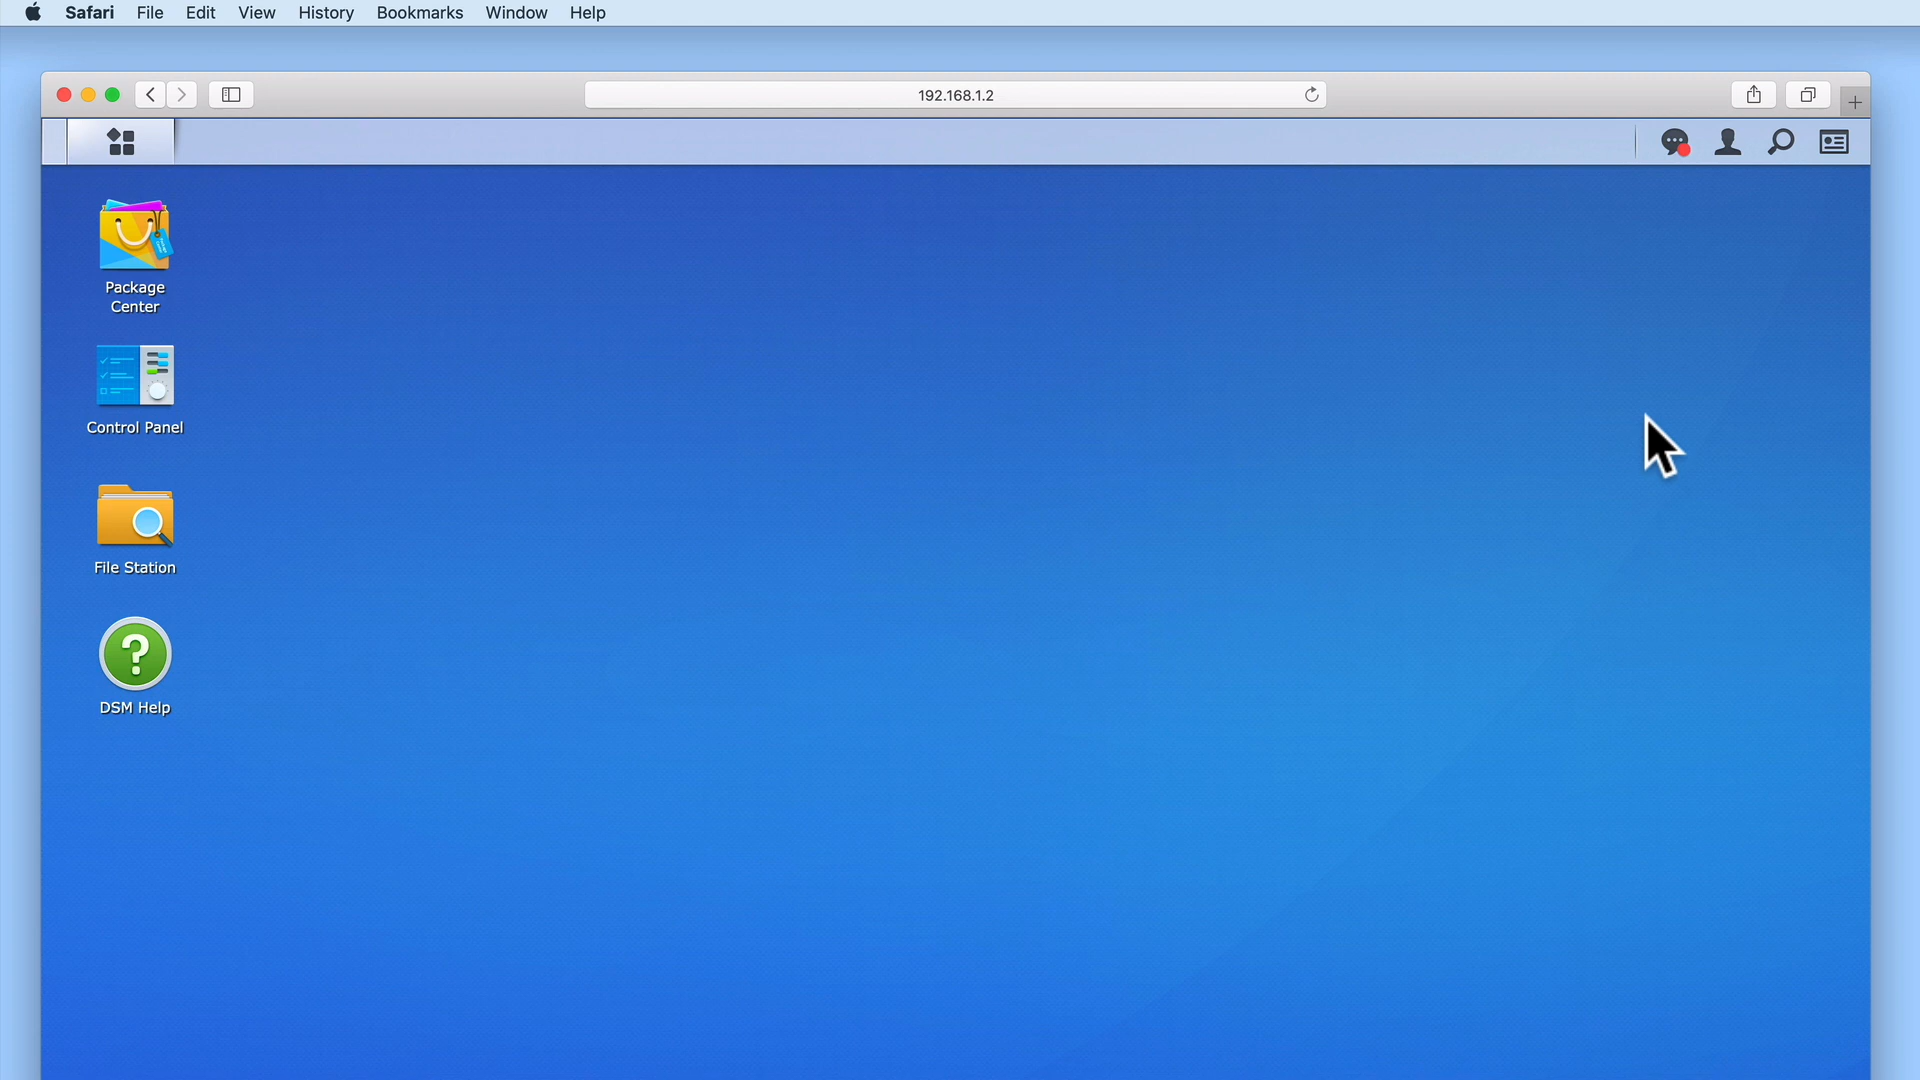 Safari File Edit View History Bookmarks Window Help
192.168.1.2
Package
Center
Control Panel
File Station
DSM Help